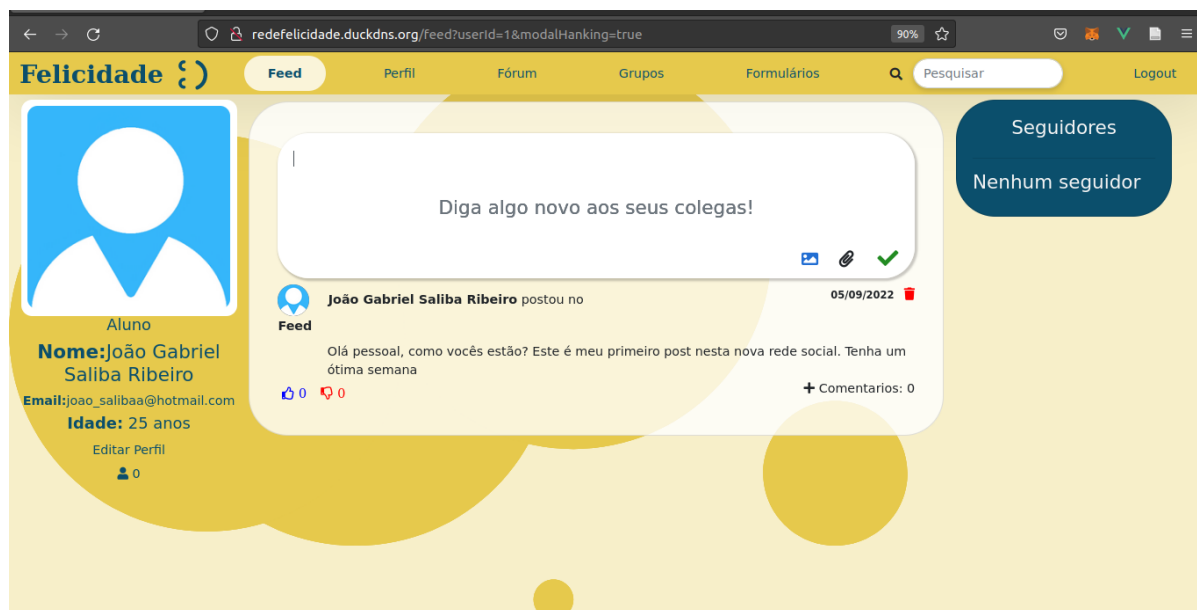 redefelicidade.duckdns.org/feed?userId=1&modalHanking=true 90%
Felicidade :)
Feed Perfil Fórum Grupos Formulários Pesquisar Logout
Aluno
Nome:João Gabriel
Saliba Ribeiro
Email:joao_salibaa@hotmail.com
Idade: 25 anos
Editar Perfil
0
Diga algo novo aos seus colegas!
João Gabriel Saliba Ribeiro postou no 05/09/2022
Feed
Olá pessoal, como vocês estão? Este é meu primeiro post nesta nova rede social. Tenha um
ótima semana
0 0 + Comentarios: 0
Seguidores
Nenhum seguidor